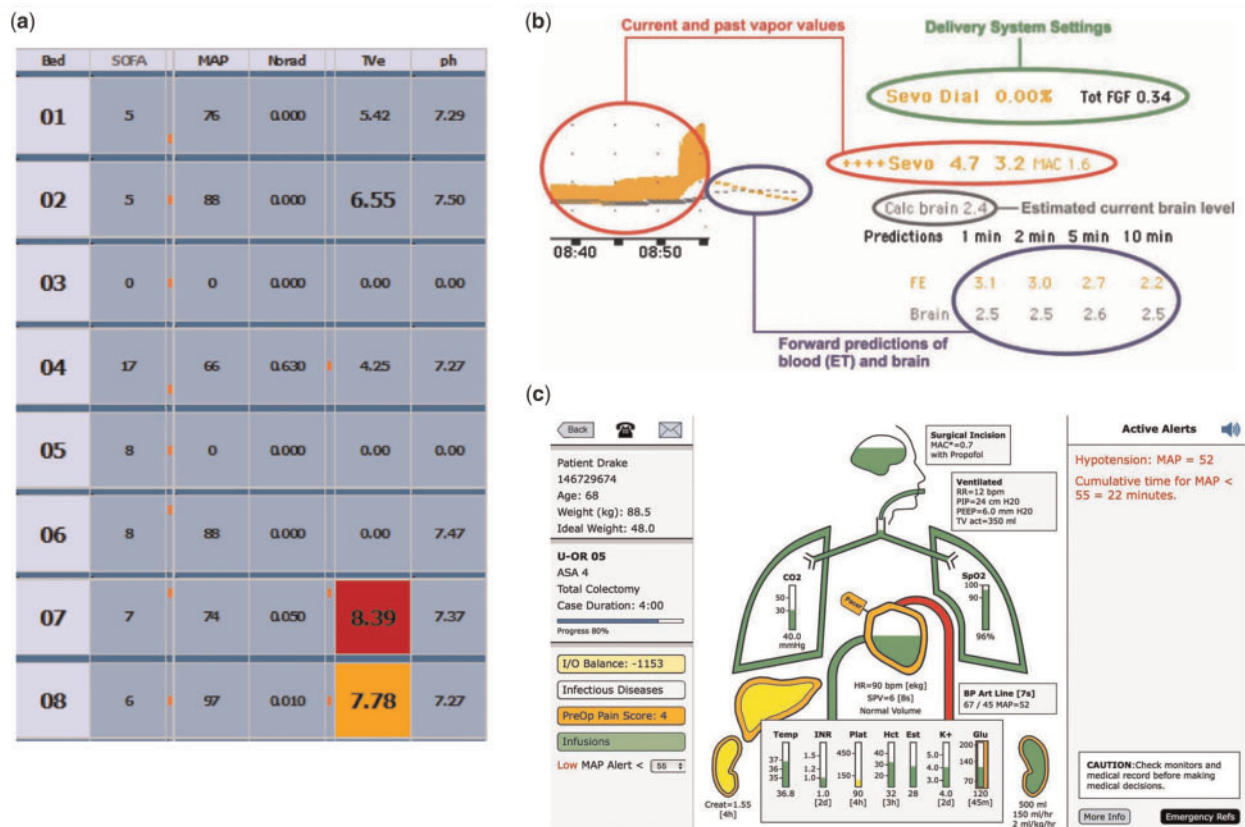 (a)
Bed SOFA MAP Norad TVe ph
01 5 76 0.000 5.42 7.29
02 5 88 0.000 6.55 7.50
03 0 0 0.000 0.00 0.00
04 17 66 0.630 4.25 7.27
05 8 0 0.000 0.00 0.00
06 8 88 0.000 0.00 7.47
07 7 74 0.050 8.39 7.37
08 6 97 0.010 7.78 7.27
(b)
Current and past vapor values
Delivery System Settings
Sevo Dial 0.00% Tot FGF 0.34
++++Sevo 4.7 3.2 MAC 1.6
Calc brain 2.4
Estimated current brain level
Predictions 1 min 2 min 5 min 10 min
08:40 08:50
FE 3.1 3.0 2.7 2.2
Brain 2.5 2.5 2.6 2.5
Forward predictions of
blood (ET) and brain
(c)
Back
Patient Drake
146729674
Age: 68
Weight (kg): 88.5
Ideal Weight: 48.0
U-OR 05
ASA 4
Total Colectomy
Case Duration: 4:00
Progress 80%
I/O Balance: -1153
Infectious Diseases
PreOp Pain Score: 4
Infusions
Low MAP Alert < 55
Surgical Incision
MAC*=0.7
with Propofol
Ventilated
RR=12 bpm
PIP=24 cm H20
PEEP=6.0 mm H20
TV act=350 ml
CO2
50
30
40.0
mmHg
Pacer
SpO2
100
90
96%
HR=90 bpm [ekg]
SPV=6 [8s]
Normal Volume
BP Art Line [7s]
67 / 45 MAP=52
Temp INR Plat Hct Est K+ Glu
37 1.5 450 40 5.0 200
36 1.2 30 4.0 140
35 1.0 150 20 3.0 70
36.8 1.0 90 32 28 4.0 120
[2d] [4h] [3h] [2d] [45m]
Creat=1.55
[4h]
500 ml
150 ml/hr
2 ml/kg/hr
Active Alerts
Hypotension: MAP = 52
Cumulative time for MAP <
55 = 22 minutes.
CAUTION:Check monitors and
medical record before making
medical decisions.
More Info
Emergency Refs